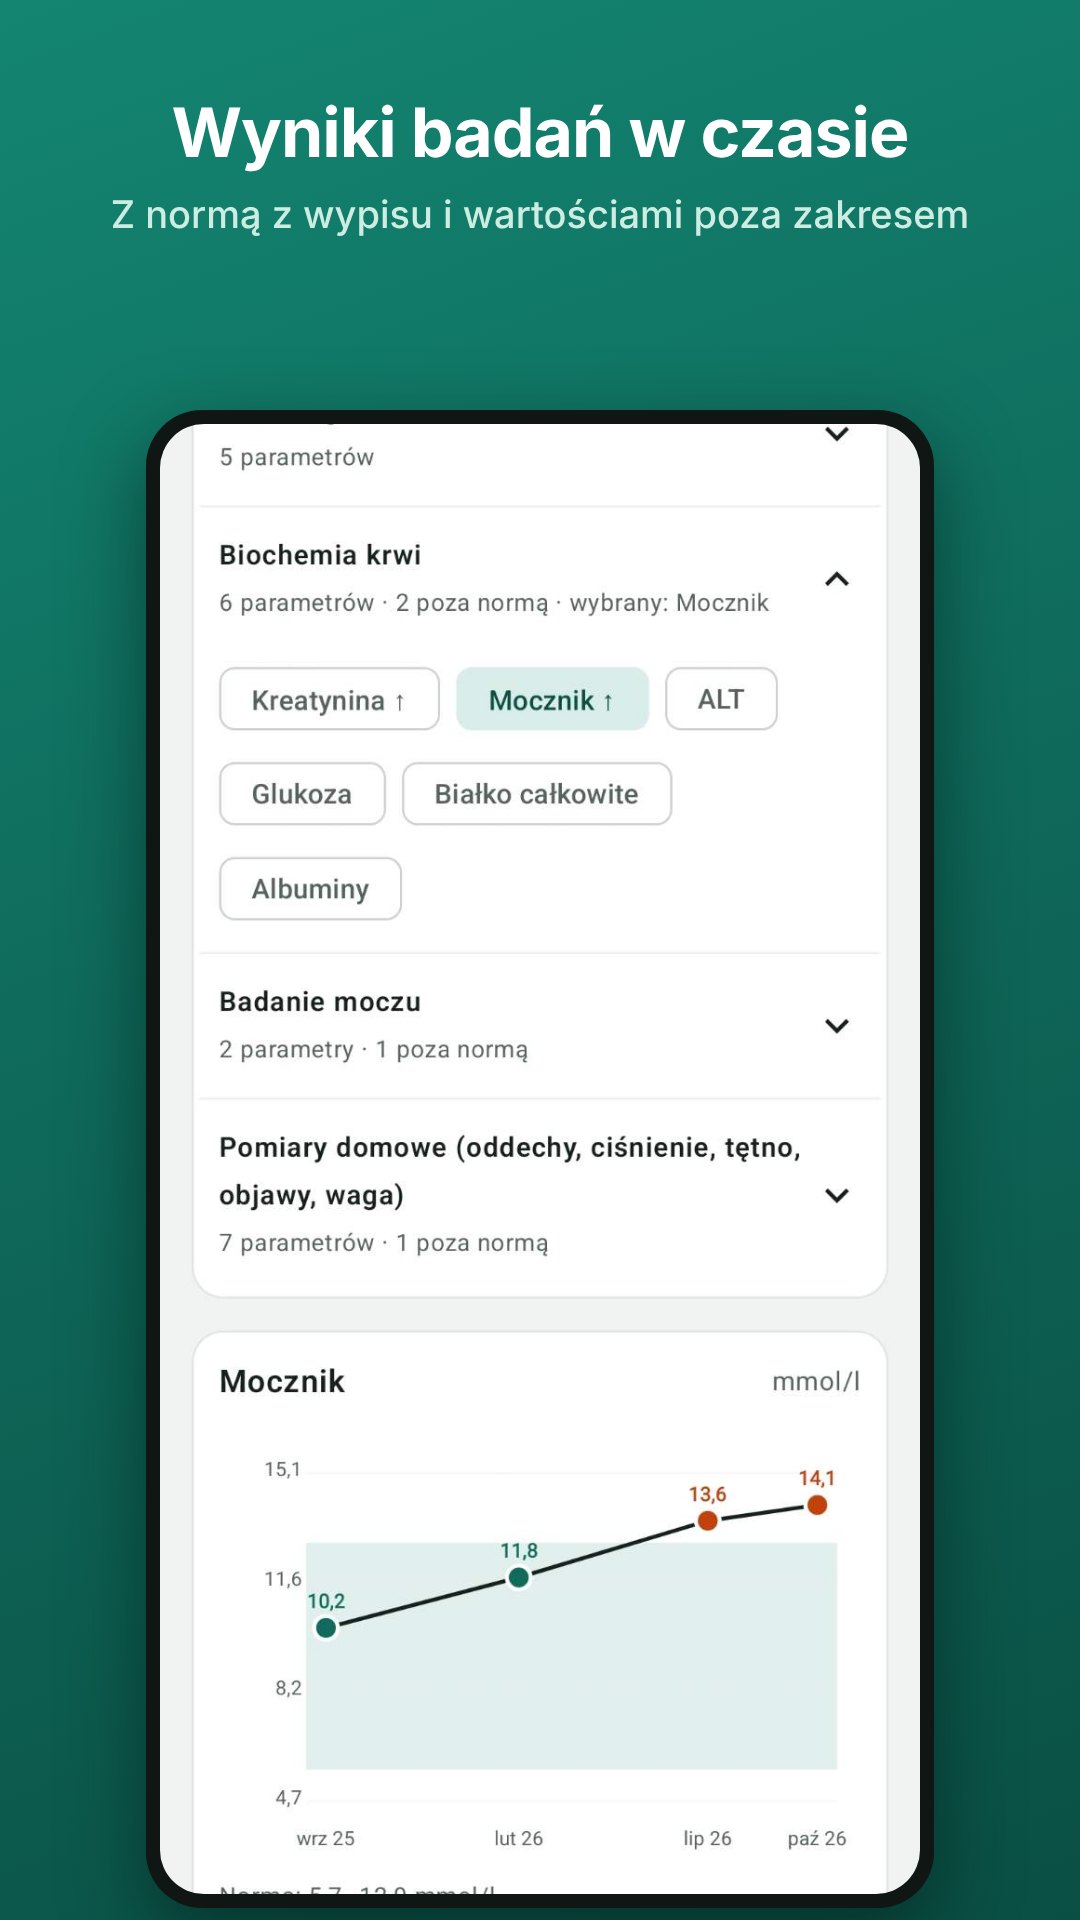 Wyniki badań w czasie
Z normą z wypisu i wartościami poza zakresem
5 parametrów
Biochemia krwi
6 parametrów · 2 poza normą · wybrany: Mocznik
Kreatynina ↑
Mocznik ↑
ALT
Glukoza
Białko całkowite
Albuminy
Badanie moczu
2 parametry · 1 poza normą
Pomiary domowe (oddechy, ciśnienie, tętno,
objawy, waga)
7 parametrów · 1 poza normą
Mocznik
mmol/l
15,1
11,6
8,2
4,7
10,2
11,8
13,6
14,1
wrz 25
lut 26
lip 26
paź 26